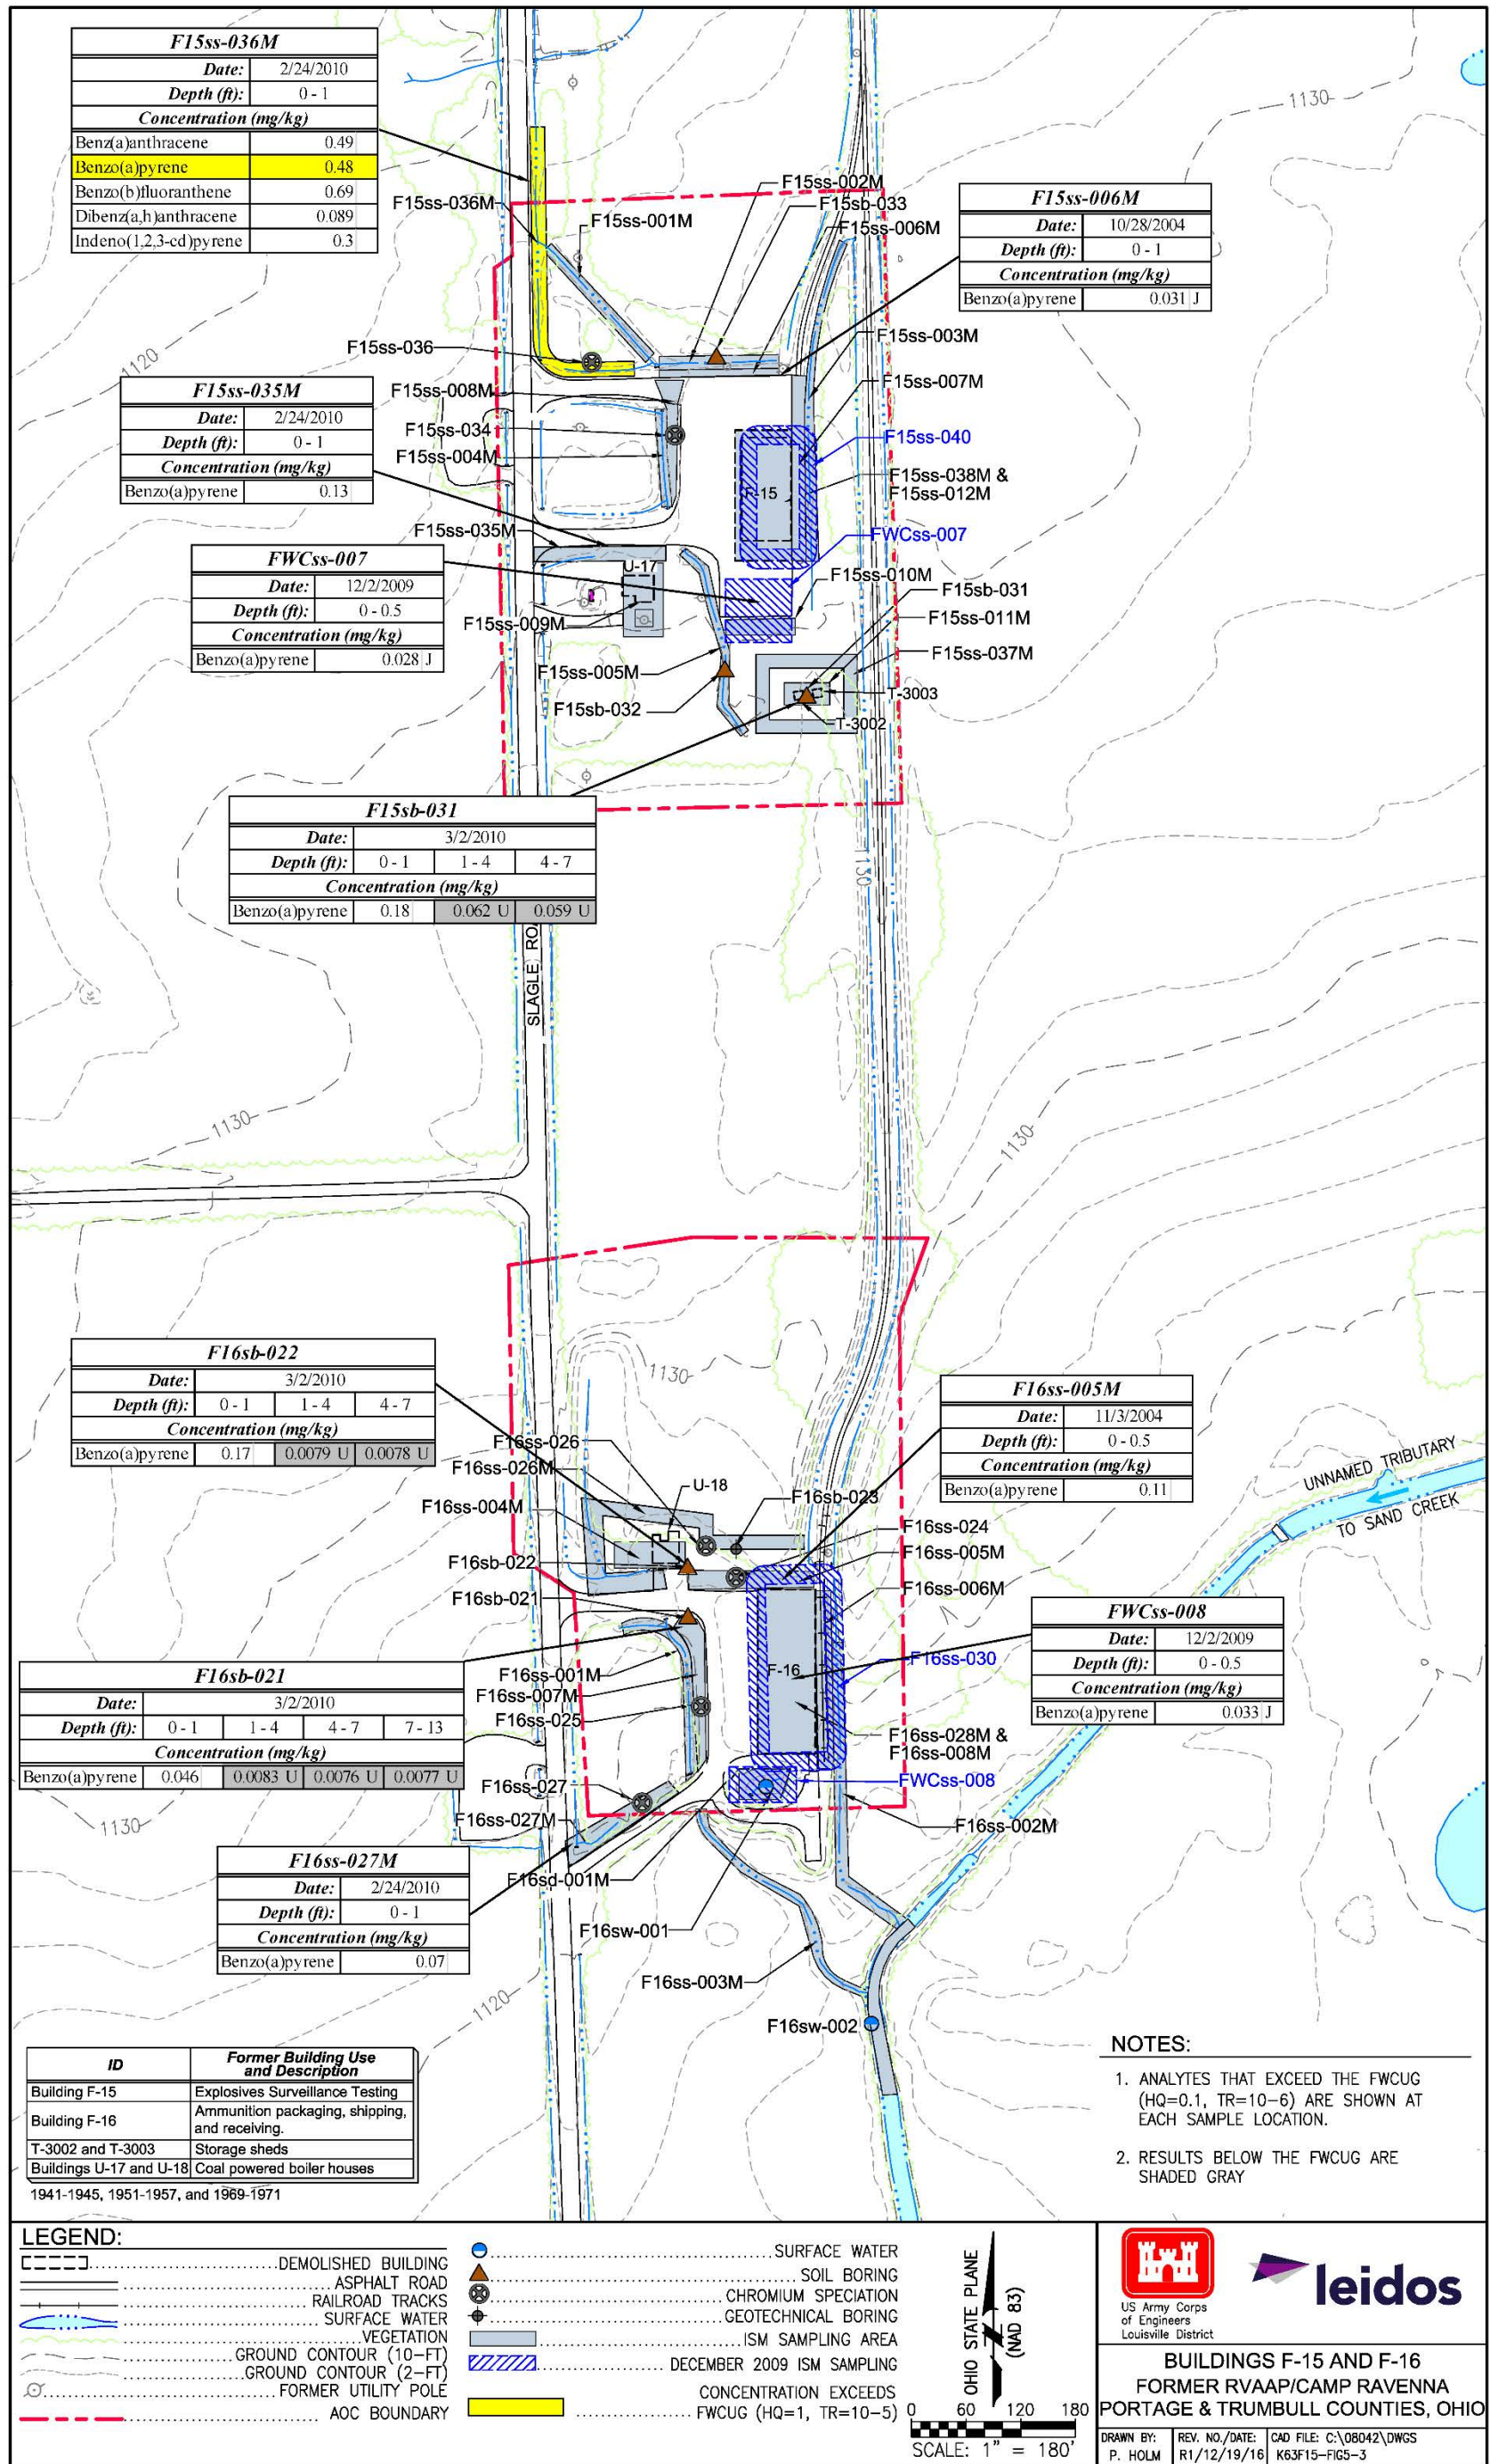 F15ss-036M
Date: 2/24/2010
Depth (ft): 0 - 1
Concentration (mg/kg)
Benz(a)anthracene 0.49
Benzo(a)pyrene 0.48
Benzo(b)fluoranthene 0.69
Dibenz(a,h)anthracene 0.089
Indeno(1,2,3-cd)pyrene 0.3
1130
F15ss-002M
F15sb-033
F15ss-006M
F15ss-036M
F15ss-001M
F15ss-006M
Date: 10/28/2004
Depth (ft): 0 - 1
Concentration (mg/kg)
Benzo(a)pyrene 0.031 J
1120
F15ss-036
F15ss-003M
F15ss-007M
F15ss-008M
F15ss-034
F15ss-004M
F15ss-040
F15ss-038M &
F15ss-012M
F-15
F15ss-035M
Date: 2/24/2010
Depth (ft): 0 - 1
Concentration (mg/kg)
Benzo(a)pyrene 0.13
F15ss-035M
FWCss-007
U-17
F15ss-010M
F15sb-031
F15ss-011M
F15ss-009M
F15ss-037M
F15ss-005M
T-3003
F15sb-032
T-3002
FWCss-007
Date: 12/2/2009
Depth (ft): 0 - 0.5
Concentration (mg/kg)
Benzo(a)pyrene 0.028 J
F15sb-031
Date: 3/2/2010
Depth (ft): 0 - 1 1 - 4 4 - 7
Concentration (mg/kg)
Benzo(a)pyrene 0.18 0.062 U 0.059 U
1130
SLAGLE
1130
1130
F16sb-022
Date: 3/2/2010
Depth (ft): 0 - 1 1 - 4 4 - 7
Concentration (mg/kg)
Benzo(a)pyrene 0.17 0.0079 U 0.0078 U
1130
F16ss-005M
Date: 11/3/2004
Depth (ft): 0 - 0.5
Concentration (mg/kg)
Benzo(a)pyrene 0.11
UNNAMED TRIBUTARY
TO SAND CREEK
F16ss-026
F16ss-026M
U-18
F16sb-023
F16ss-004M
F16ss-024
F16ss-005M
F16sb-022
F16ss-006M
F16sb-021
FWCss-008
Date: 12/2/2009
Depth (ft): 0 - 0.5
Concentration (mg/kg)
Benzo(a)pyrene 0.033 J
F16ss-030
F-16
F16ss-001M
F16ss-007M
F16ss-025
F16ss-028M &
F16ss-008M
F16sb-021
Date: 3/2/2010
Depth (ft): 0 - 1 1 - 4 4 - 7 7 - 13
Concentration (mg/kg)
Benzo(a)pyrene 0.046 0.0083 U 0.0076 U 0.0077 U
F16ss-027
FWCss-008
F16ss-027M
F16ss-002M
1130
F16ss-027M
Date: 2/24/2010
Depth (ft): 0 - 1
Concentration (mg/kg)
Benzo(a)pyrene 0.07
F16sd-001M
F16sw-001
F16ss-003M
1120
F16sw-002
ID Former Building Use and Description
Building F-15 Explosives Surveillance Testing
Building F-16 Ammunition packaging, shipping, and receiving.
T-3002 and T-3003 Storage sheds
Buildings U-17 and U-18 Coal powered boiler houses
1941-1945, 1951-1957, and 1969-1971
NOTES:
1. ANALYTES THAT EXCEED THE FWCUG
(HQ=0.1, TR=10-6) ARE SHOWN AT
EACH SAMPLE LOCATION.
2. RESULTS BELOW THE FWCUG ARE
SHADED GRAY
LEGEND:
DEMOLISHED BUILDING
ASPHALT ROAD
RAILROAD TRACKS
SURFACE WATER
VEGETATION
GROUND CONTOUR (10-FT)
GROUND CONTOUR (2-FT)
FORMER UTILITY POLE
AOC BOUNDARY
SURFACE WATER
SOIL BORING
CHROMIUM SPECIATION
GEOTECHNICAL BORING
ISM SAMPLING AREA
DECEMBER 2009 ISM SAMPLING
CONCENTRATION EXCEEDS
FWCUG (HQ=1, TR=10-5)
OHIO STATE PLANE
(NAD 83)
0 60 120 180
SCALE: 1" = 180'
US Army Corps
of Engineers
Louisville District
leidos
BUILDINGS F-15 AND F-16
FORMER RVAAP/CAMP RAVENNA
PORTAGE & TRUMBULL COUNTIES, OHIO
DRAWN BY: P. HOLM
REV. NO./DATE: R1/12/19/16
CAD FILE: C:\08042\DWGS
K63F15-FIG5-3